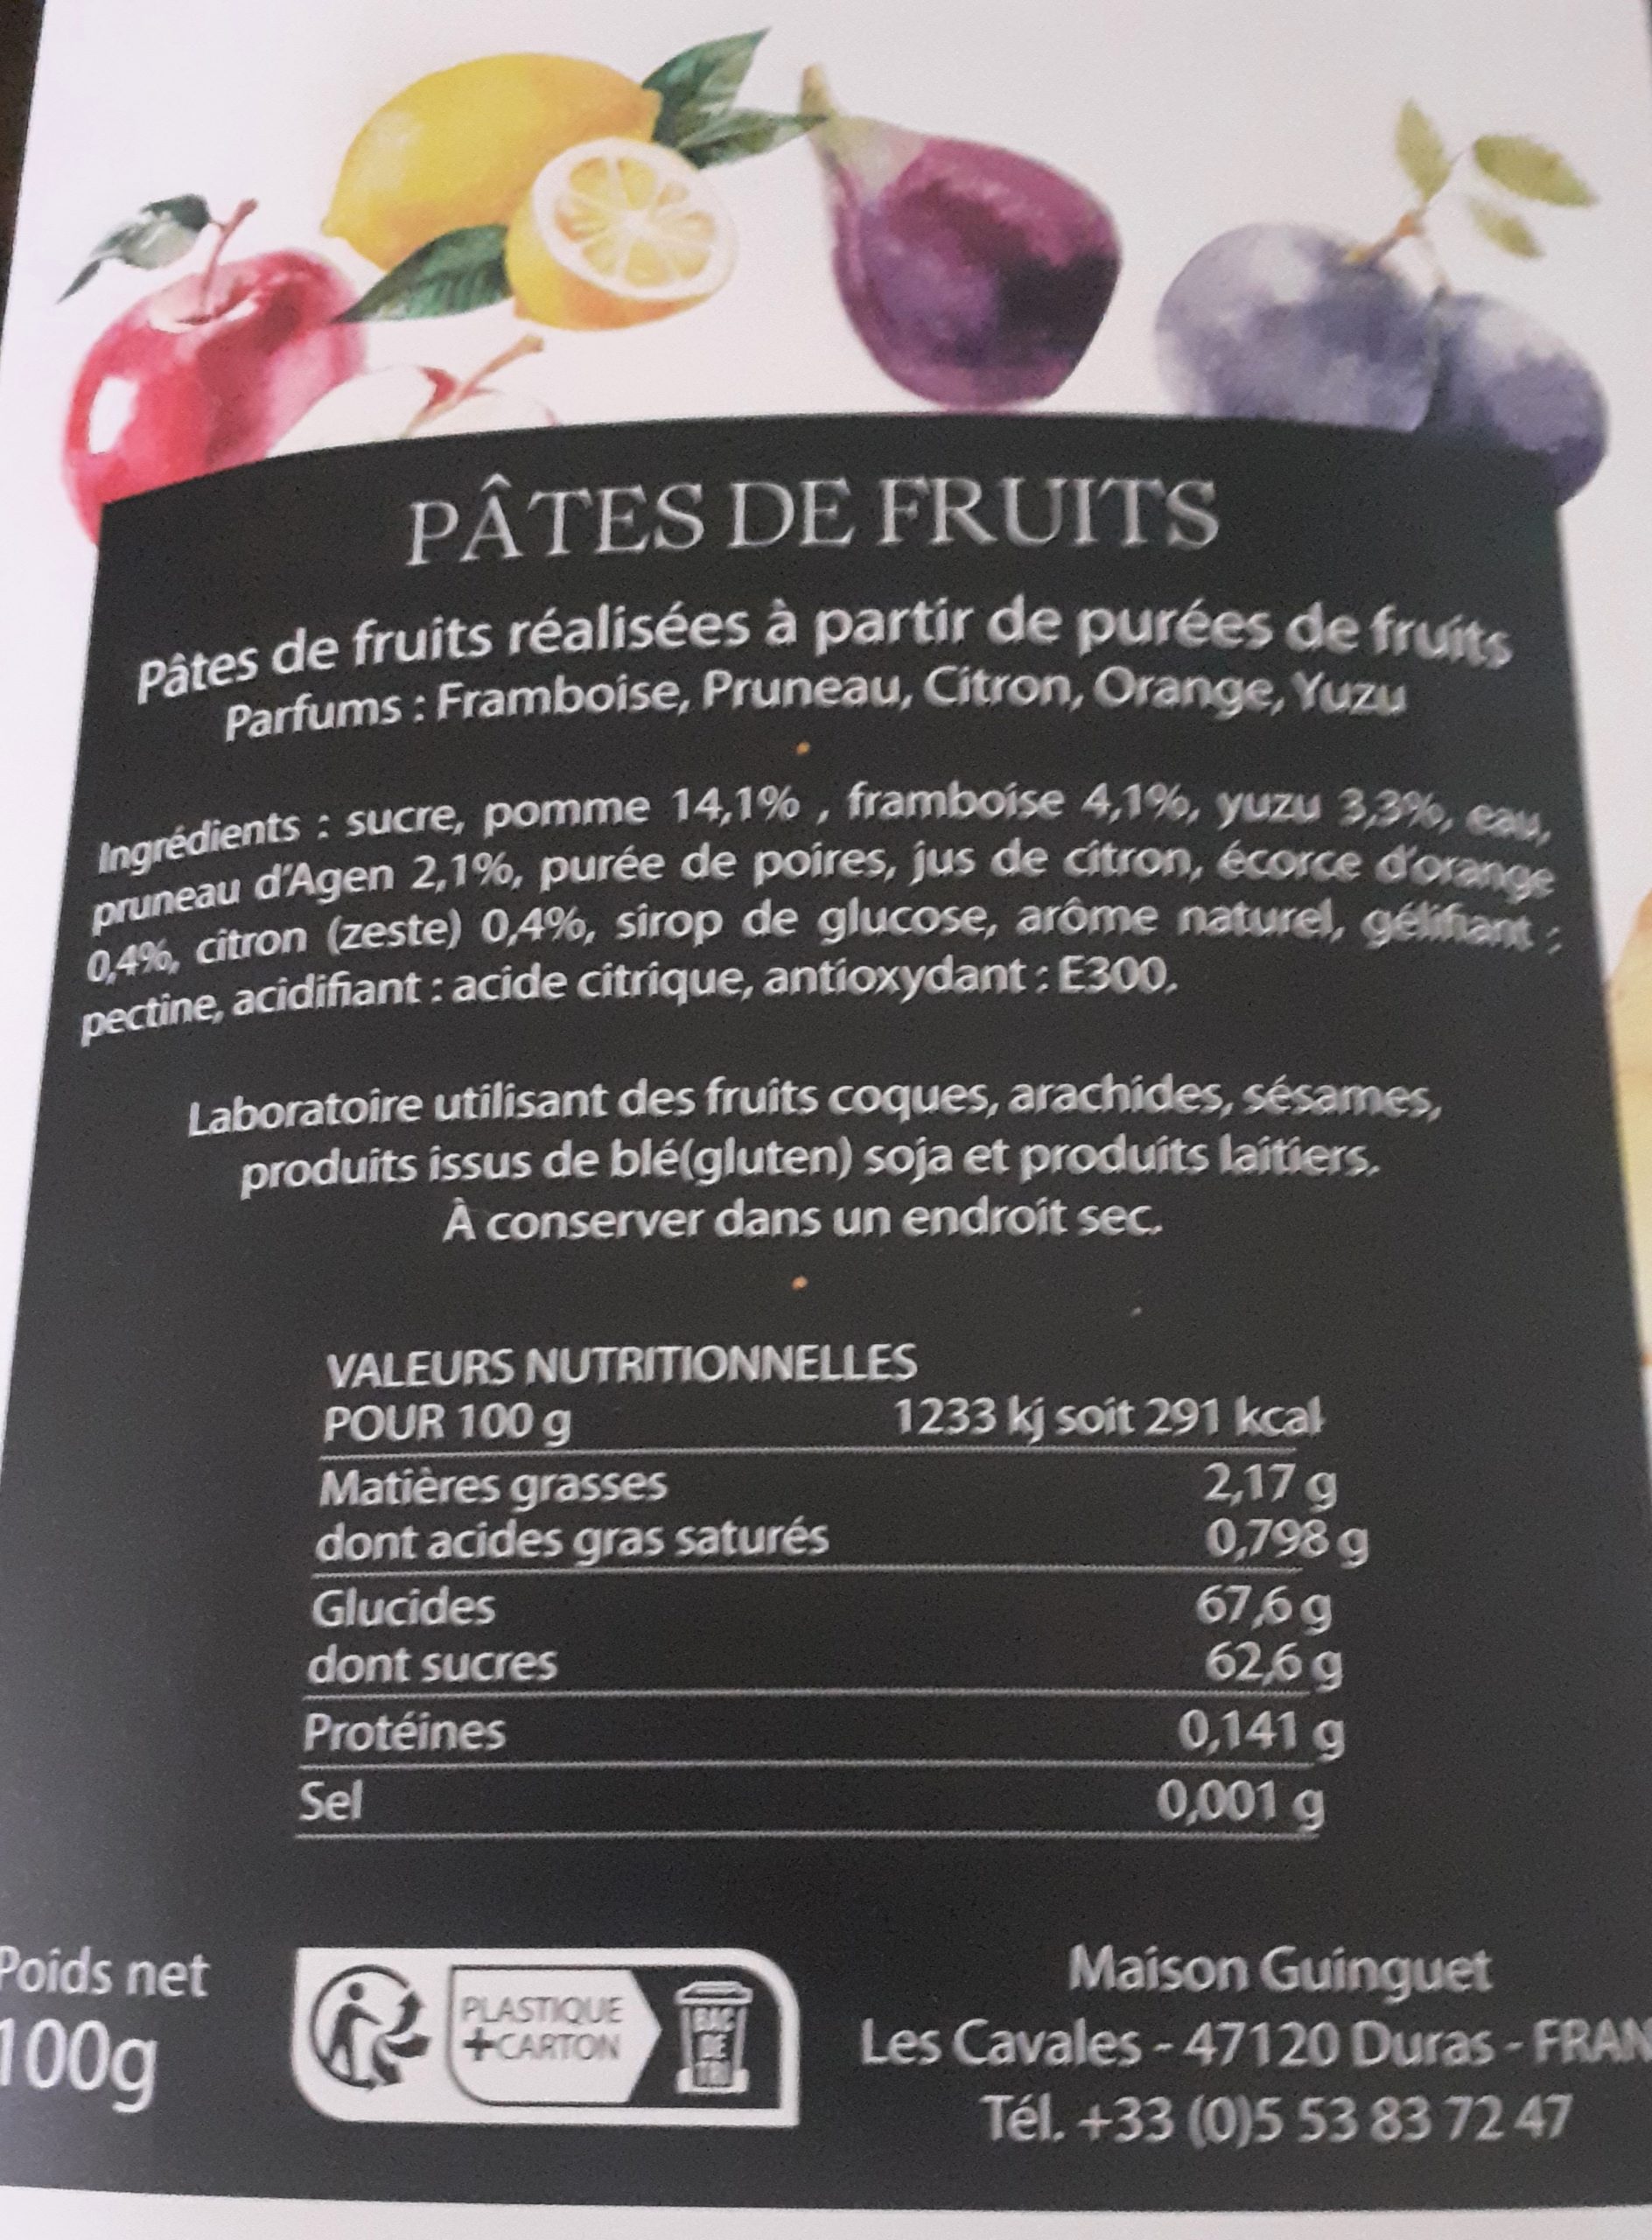 PÂTES DE FRUITS
Pâtes de fruits réalisées à partir de purées de fruits
Parfums : Framboise, Pruneau, Citron, Orange, Yuzu
Ingrédients : sucre, pomme 14,1% , framboise 4,1%, yuzu 3,3%, eau,
pruneau d'Agen 2,1%, purée de poires, jus de citron, écorce d'orange
0,4%, citron (zeste) 0,4%, sirop de glucose, arôme naturel, gélifiant :
pectine, acidifiant : acide citrique, antioxydant : E300.
Laboratoire utilisant des fruits coques, arachides, sésames,
produits issus de blé(gluten) soja et produits laitiers.
À conserver dans un endroit sec.
VALEURS NUTRITIONNELLES
POUR 100 g 1233 kj soit 291 kcal
Matières grasses 2,17 g
dont acides gras saturés 0,798 g
Glucides 67,6 g
dont sucres 62,6 g
Protéines 0,141 g
Sel 0,001 g
Poids net
100g
PLASTIQUE
+CARTON
BAC
DE
TRI
Maison Guinguet
Les Cavales - 47120 Duras - FRAN
Tél. +33 (0)5 53 83 72 47